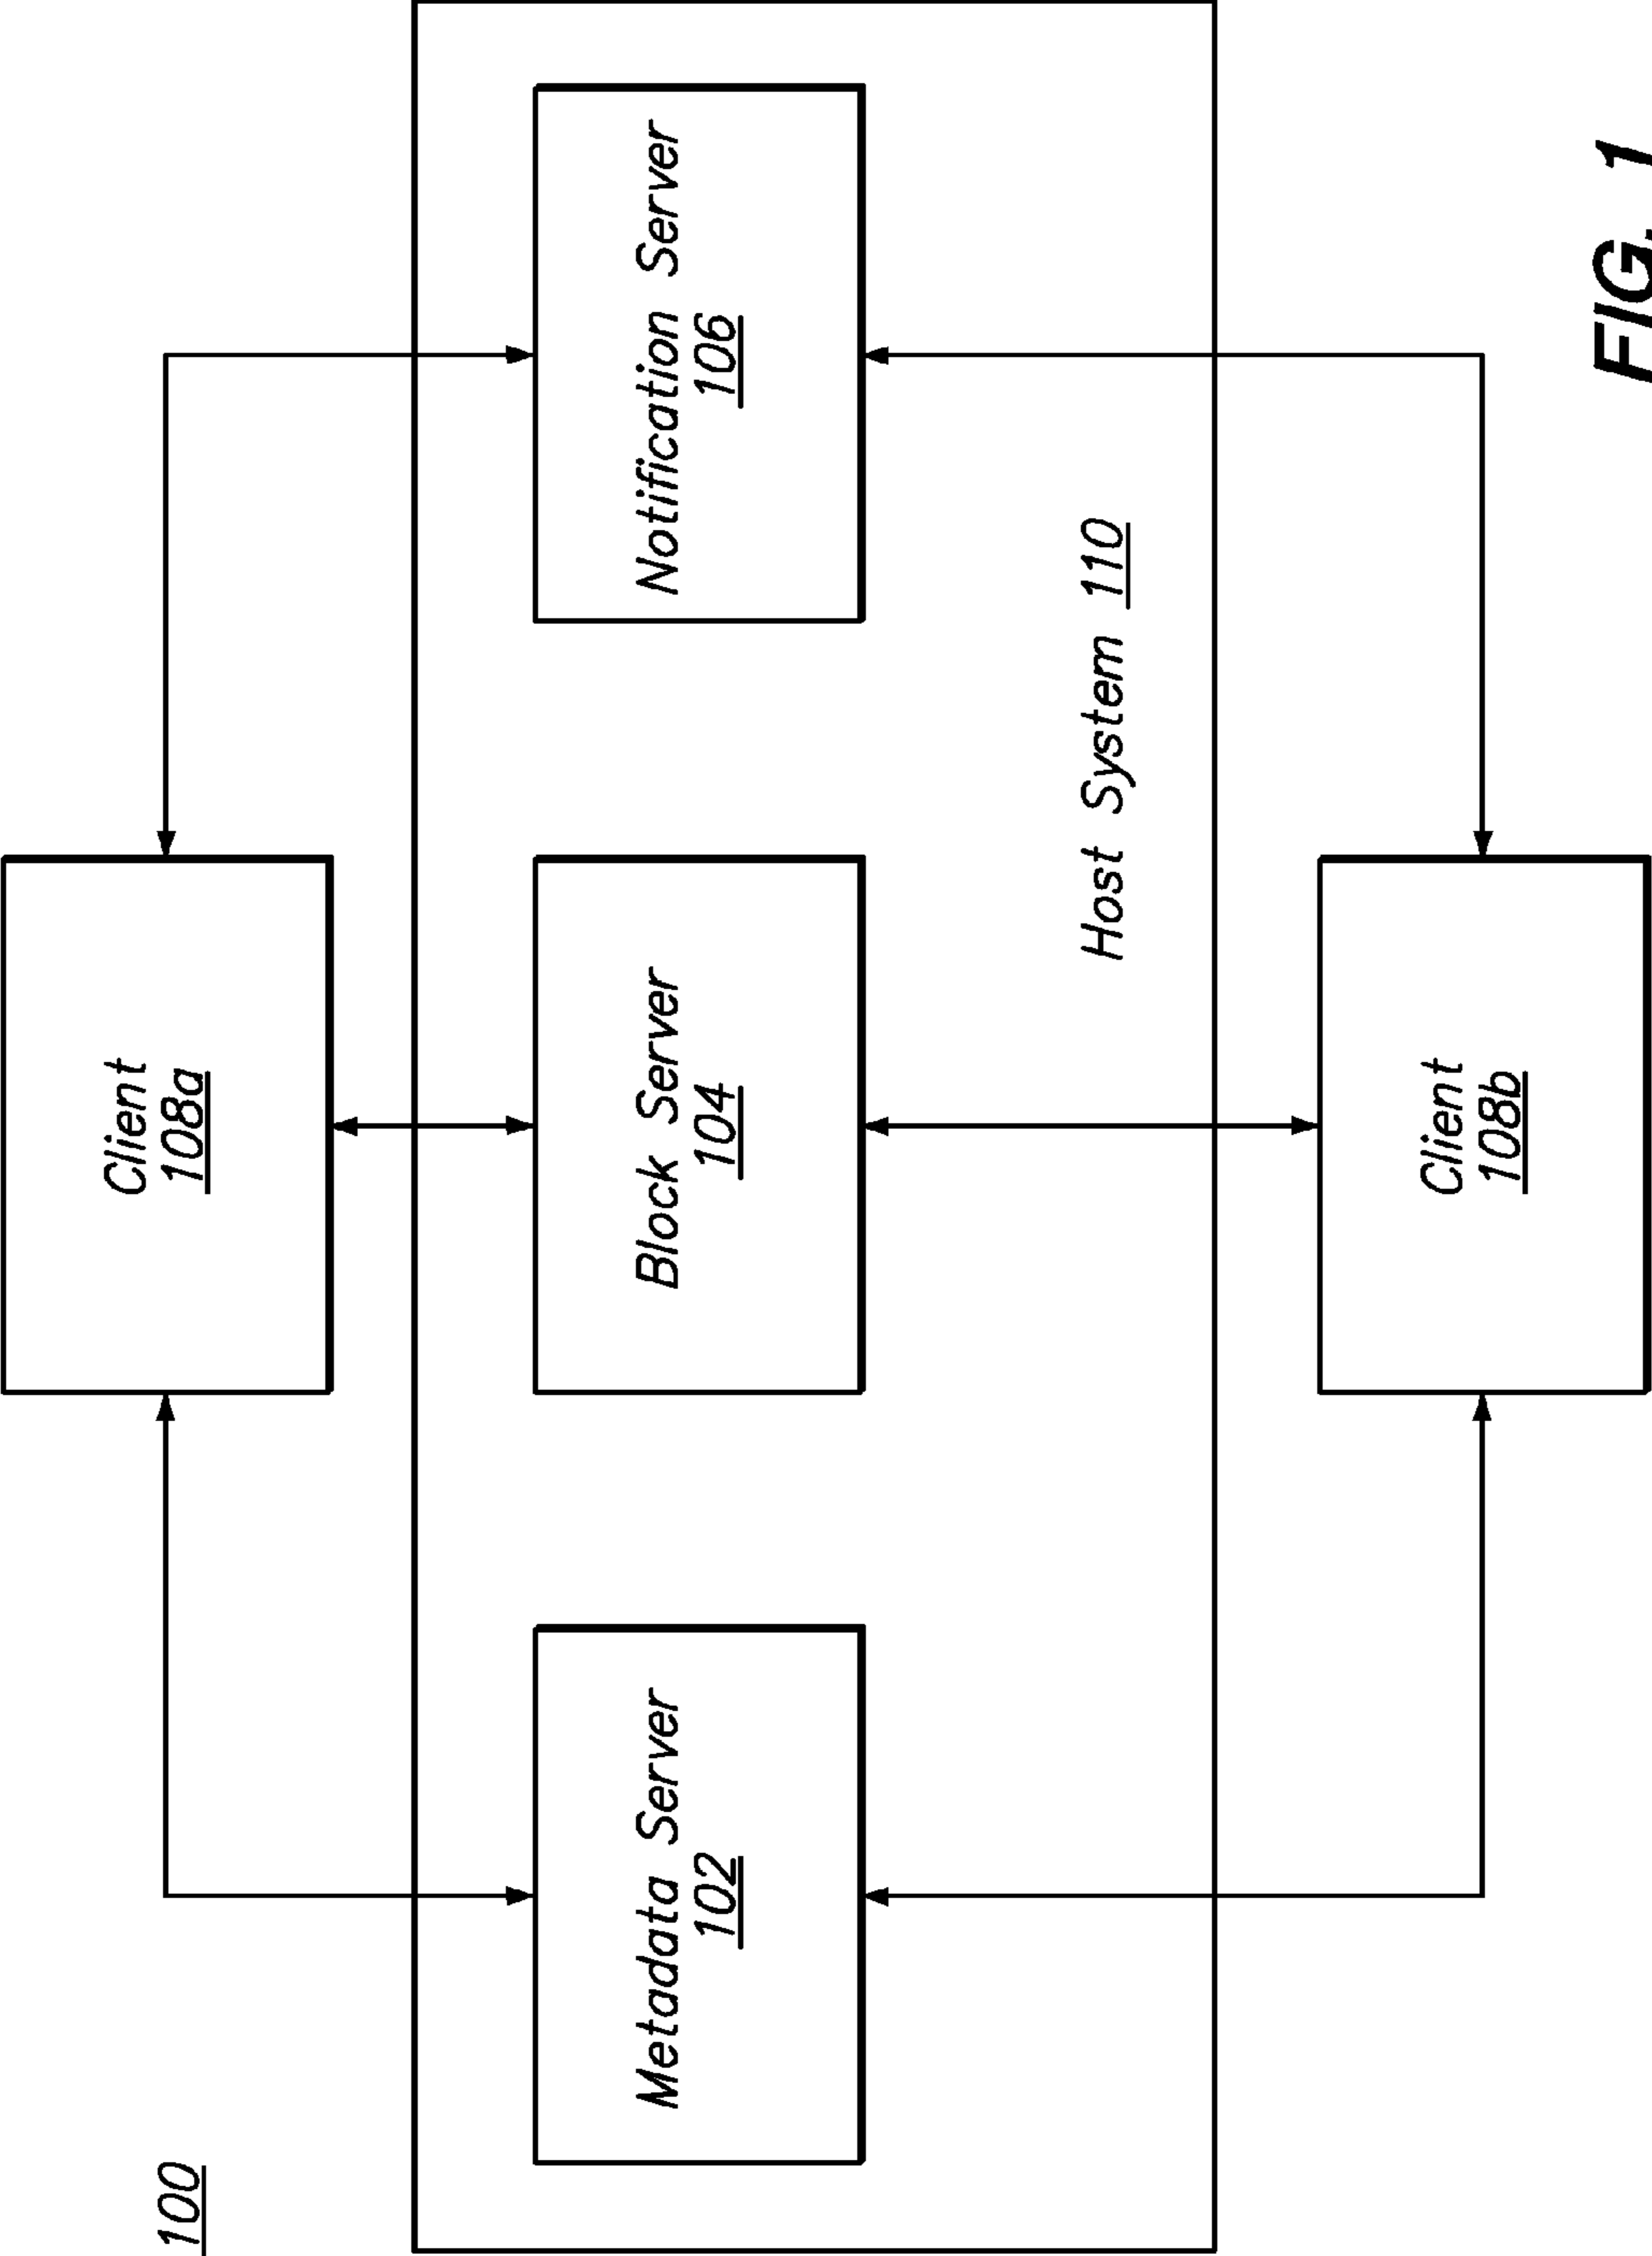 100
Client
108a
Metadata Server
102
Block Server
104
Notification Server
106
Host System 110
Client
108b
FIG. 1